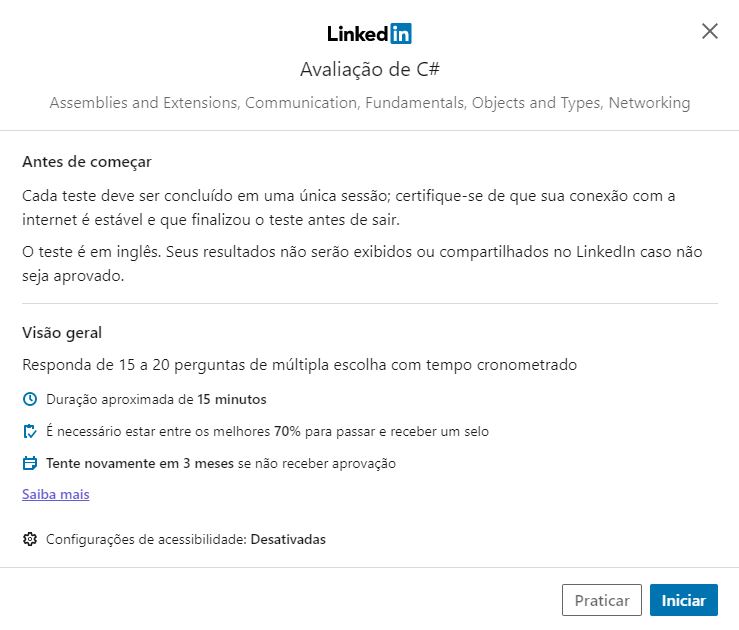 LinkedIn
Avaliação de C#
Assemblies and Extensions, Communication, Fundamentals, Objects and Types, Networking
Antes de começar
Cada teste deve ser concluído em uma única sessão; certifique-se de que sua conexão com a
internet é estável e que finalizou o teste antes de sair.
O teste é em inglês. Seus resultados não serão exibidos ou compartilhados no LinkedIn caso não
seja aprovado.
Visão geral
Responda de 15 a 20 perguntas de múltipla escolha com tempo cronometrado
Duração aproximada de 15 minutos
É necessário estar entre os melhores 70% para passar e receber um selo
Tente novamente em 3 meses se não receber aprovação
Saiba mais
Configurações de acessibilidade: Desativadas
Praticar
Iniciar